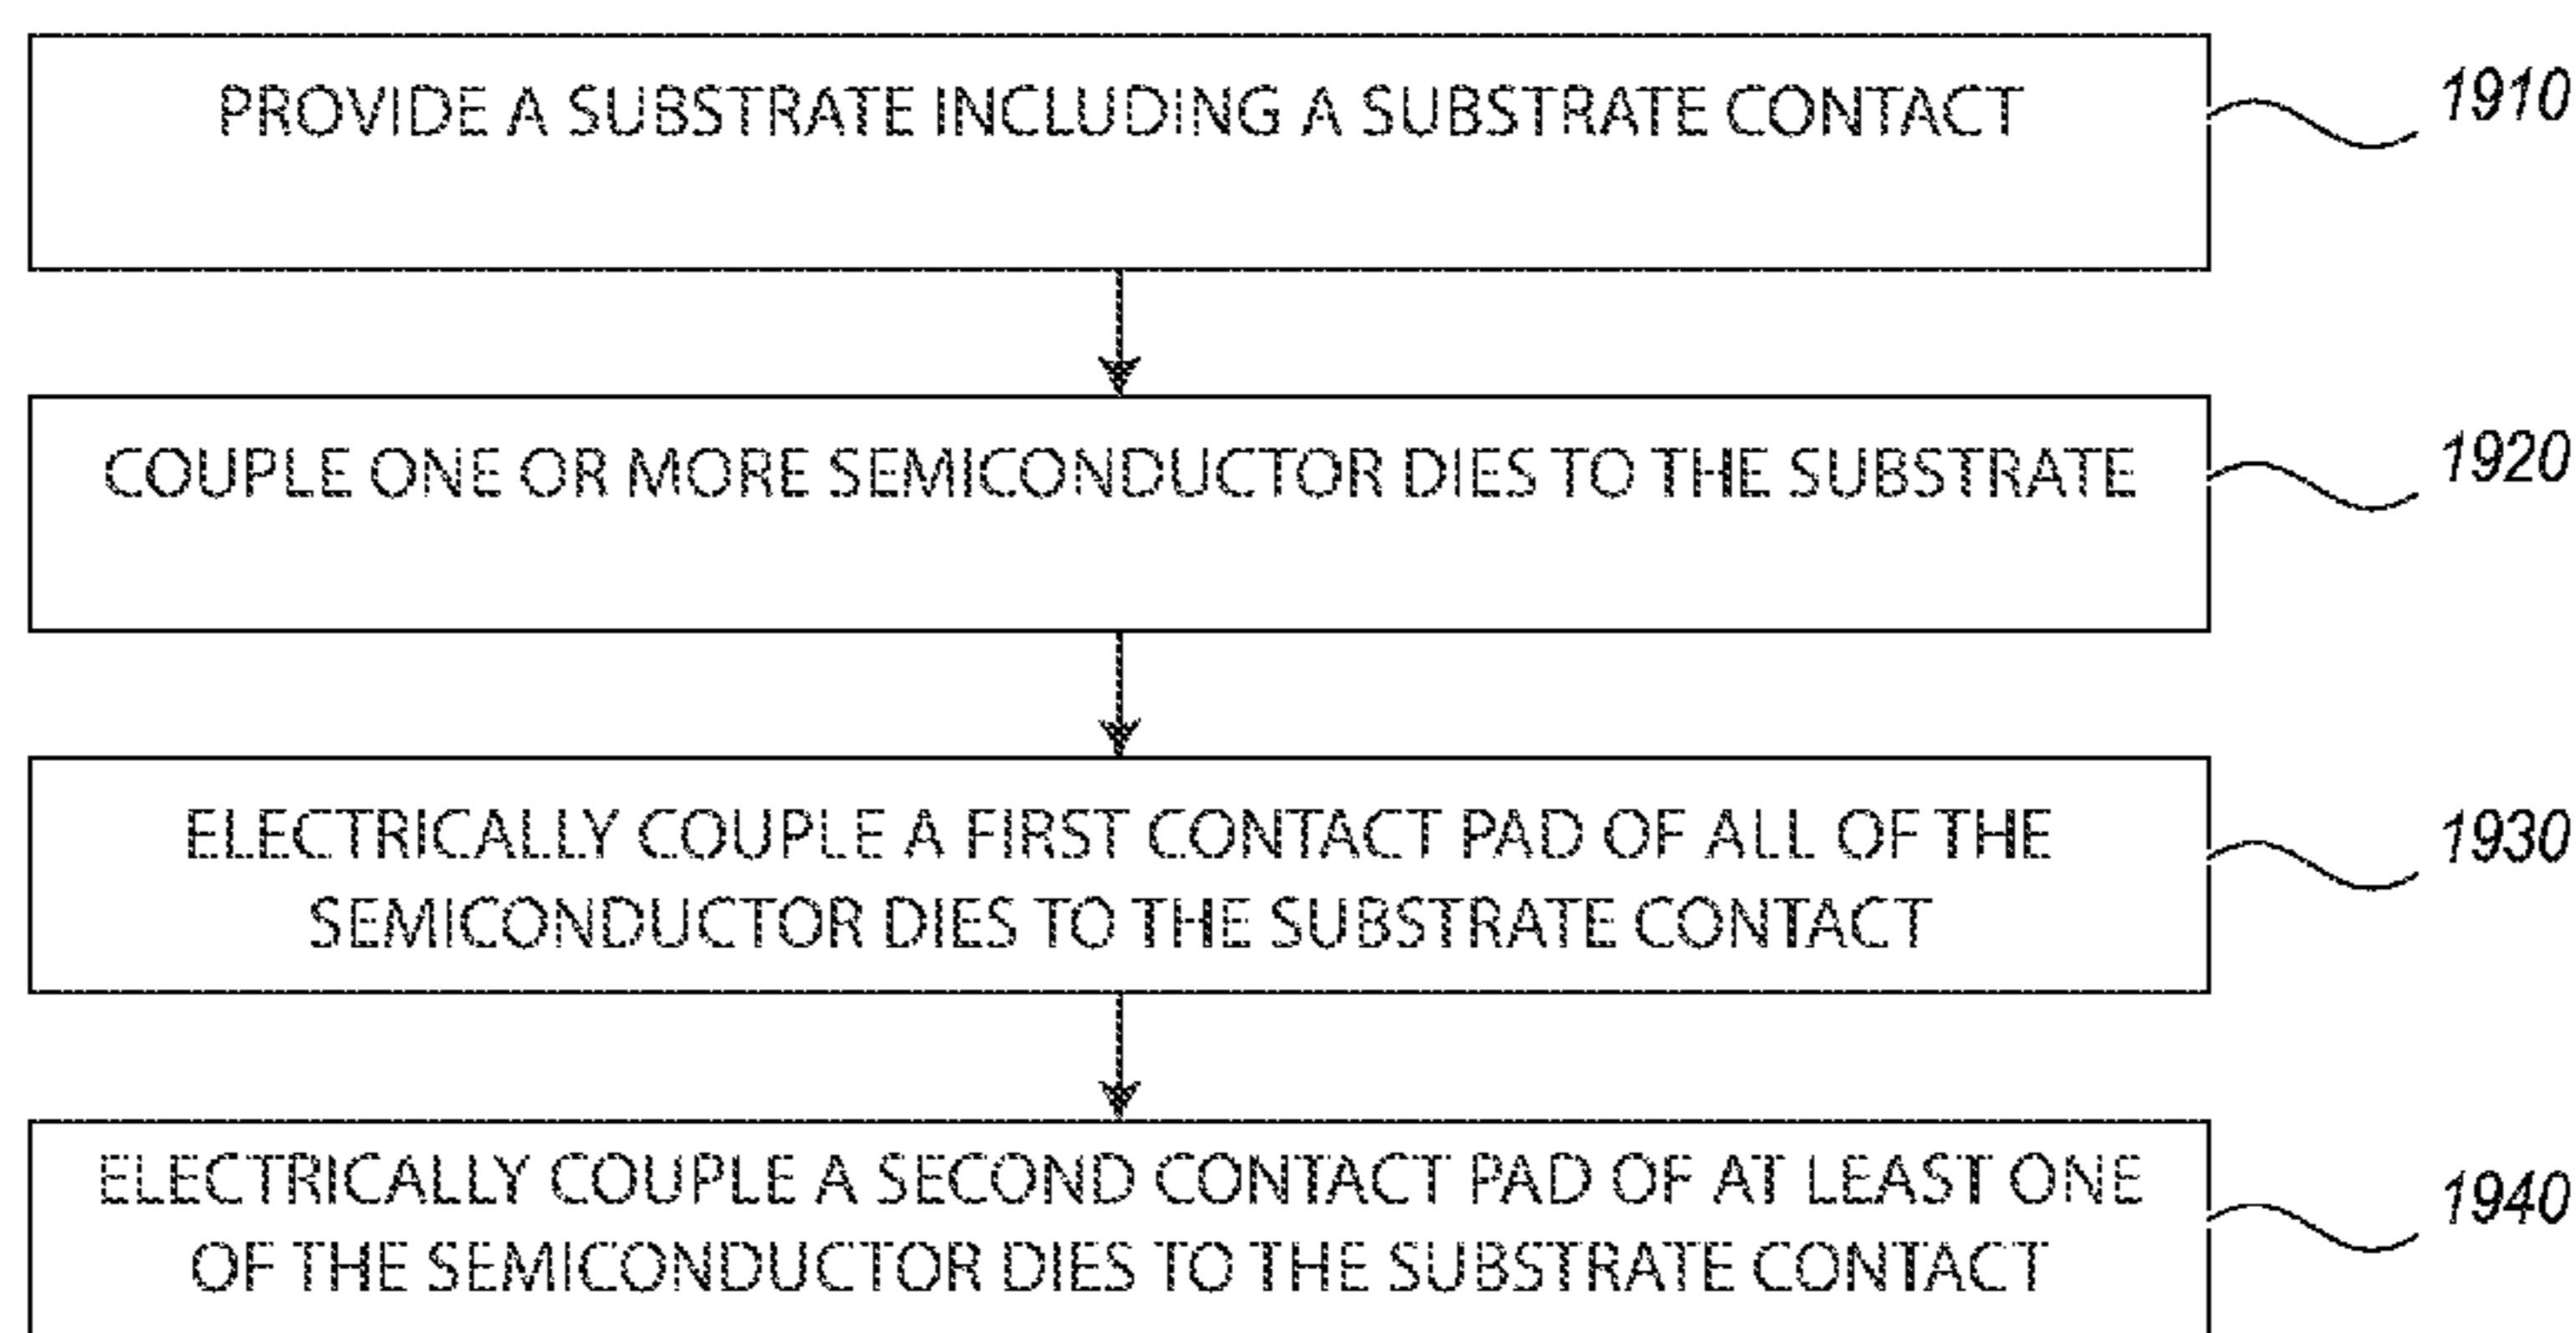 PROVIDE A SUBSTRATE INCLUDING A SUBSTRATE CONTACT
1910
COUPLE ONE OR MORE SEMICONDUCTOR DIES TO THE SUBSTRATE
1920
ELECTRICALLY COUPLE A FIRST CONTACT PAD OF ALL OF THE
SEMICONDUCTOR DIES TO THE SUBSTRATE CONTACT
1930
ELECTRICALLY COUPLE A SECOND CONTACT PAD OF AT LEAST ONE
OF THE SEMICONDUCTOR DIES TO THE SUBSTRATE CONTACT
1940